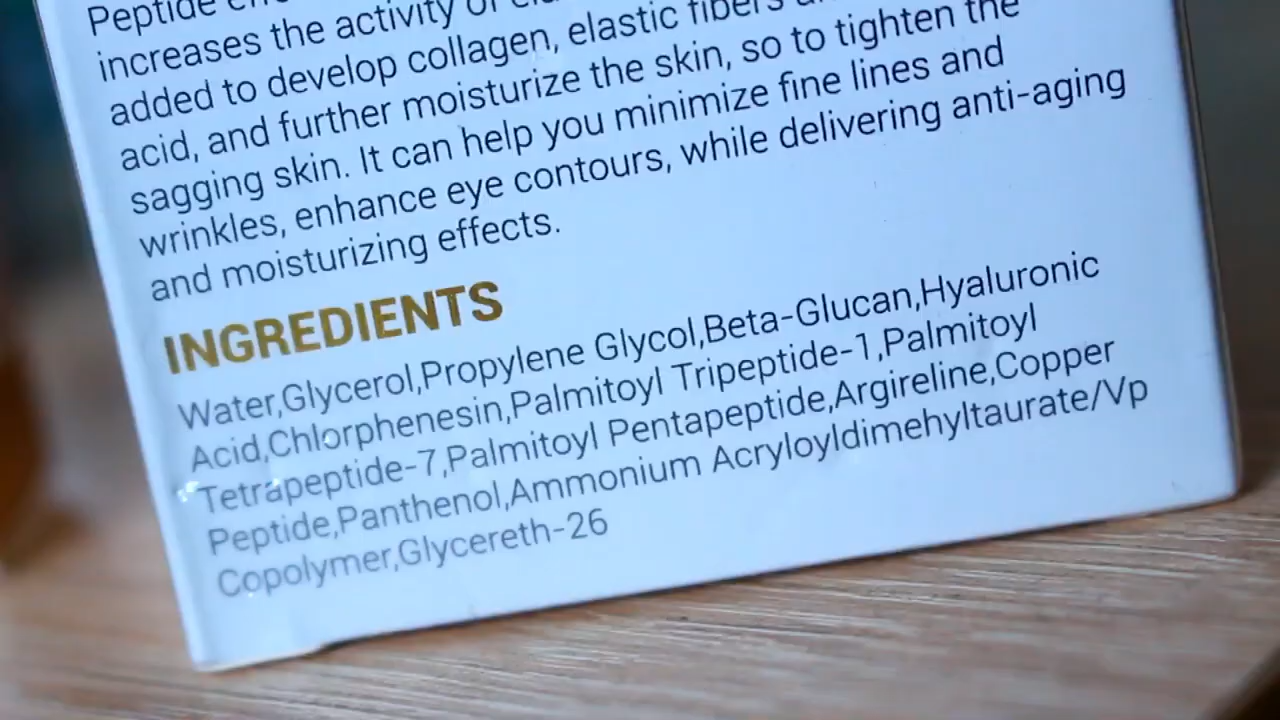 Peptide
increases the activity of
added to develop collagen, elastic fibers
acid, and further moisturize the skin, so to tighten the
sagging skin. It can help you minimize fine lines and
wrinkles, enhance eye contours, while delivering anti-aging
and moisturizing effects.
INGREDIENTS
Water,Glycerol,Propylene Glycol,Beta-Glucan,Hyaluronic
Acid,Chlorphenesin,Palmitoyl Tripeptide-1,Palmitoyl
Tetrapeptide-7,Palmitoyl Pentapeptide,Argireline,Copper
Peptide,Panthenol,Ammonium Acryloyldimehyltaurate/Vp
Copolymer,Glycereth-26